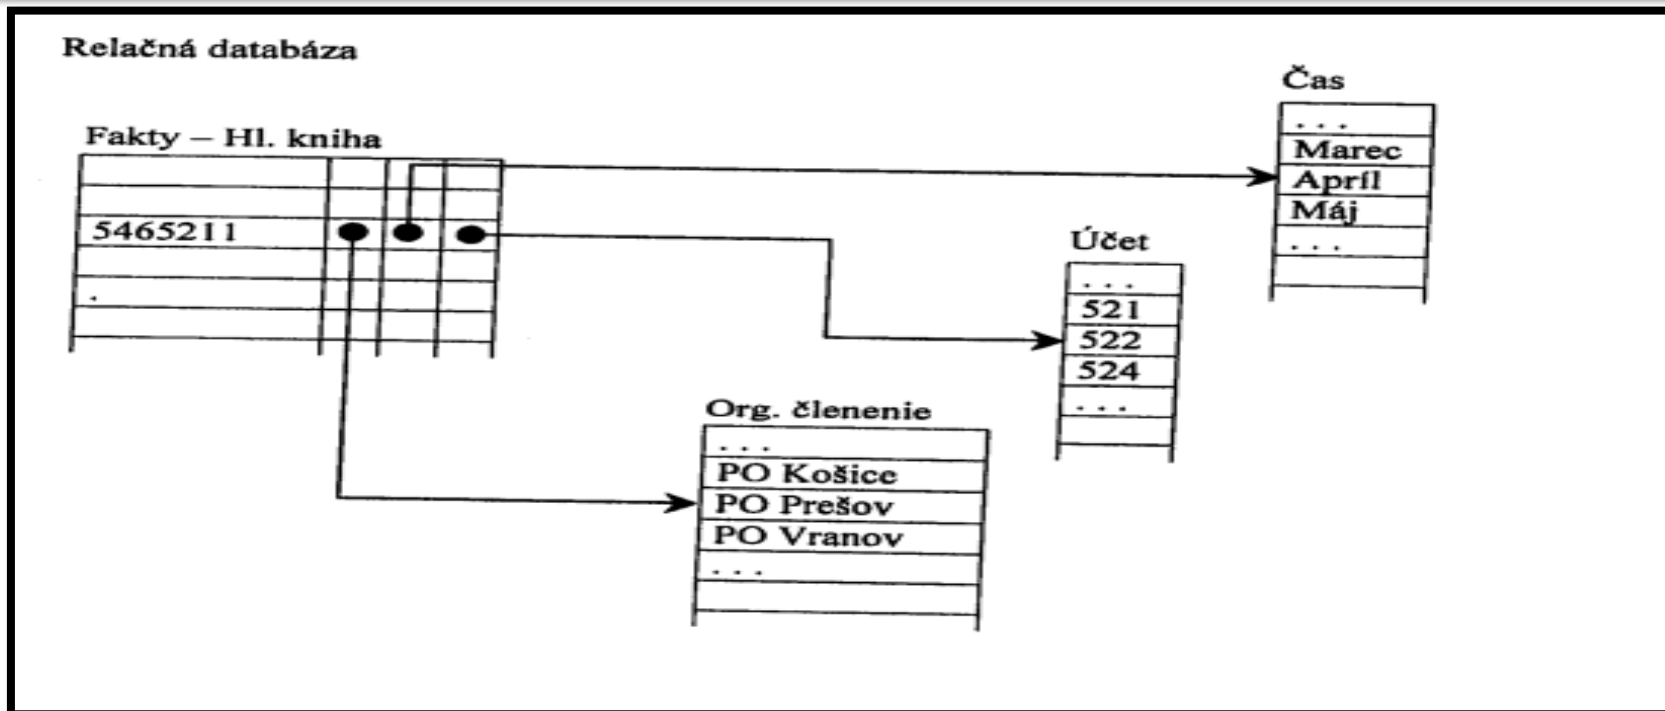 Relačná databáza
Fakty – Hl. kniha
5465211
.
Čas
. . .
Marec
Apríl
Máj
. . .
Účet
. . .
521
522
524
. . .
Org. členenie
. . .
PO Košice
PO Prešov
PO Vranov
. . .